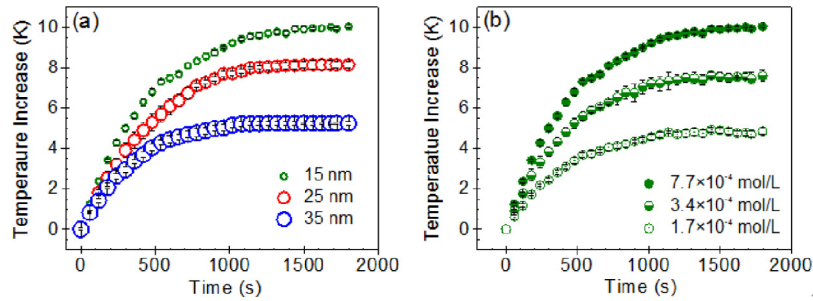 (a)
Temperaure Increase (K)
10
8
6
4
2
0
15 nm
25 nm
35 nm
0 500 1000 1500 2000
Time (s)
(b)
Temperaatue Increase (K)
10
8
6
4
2
0
7.7×10⁻⁴ mol/L
3.4×10⁻⁴ mol/L
1.7×10⁻⁴ mol/L
0 500 1000 1500 2000
Time (s)